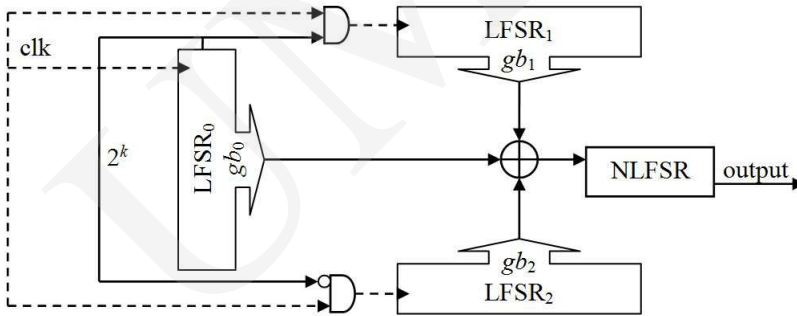 LFSR₁
gb₁
clk
LFSR₀
gb₀
2ᵏ
NLFSR
output
gb₂
LFSR₂